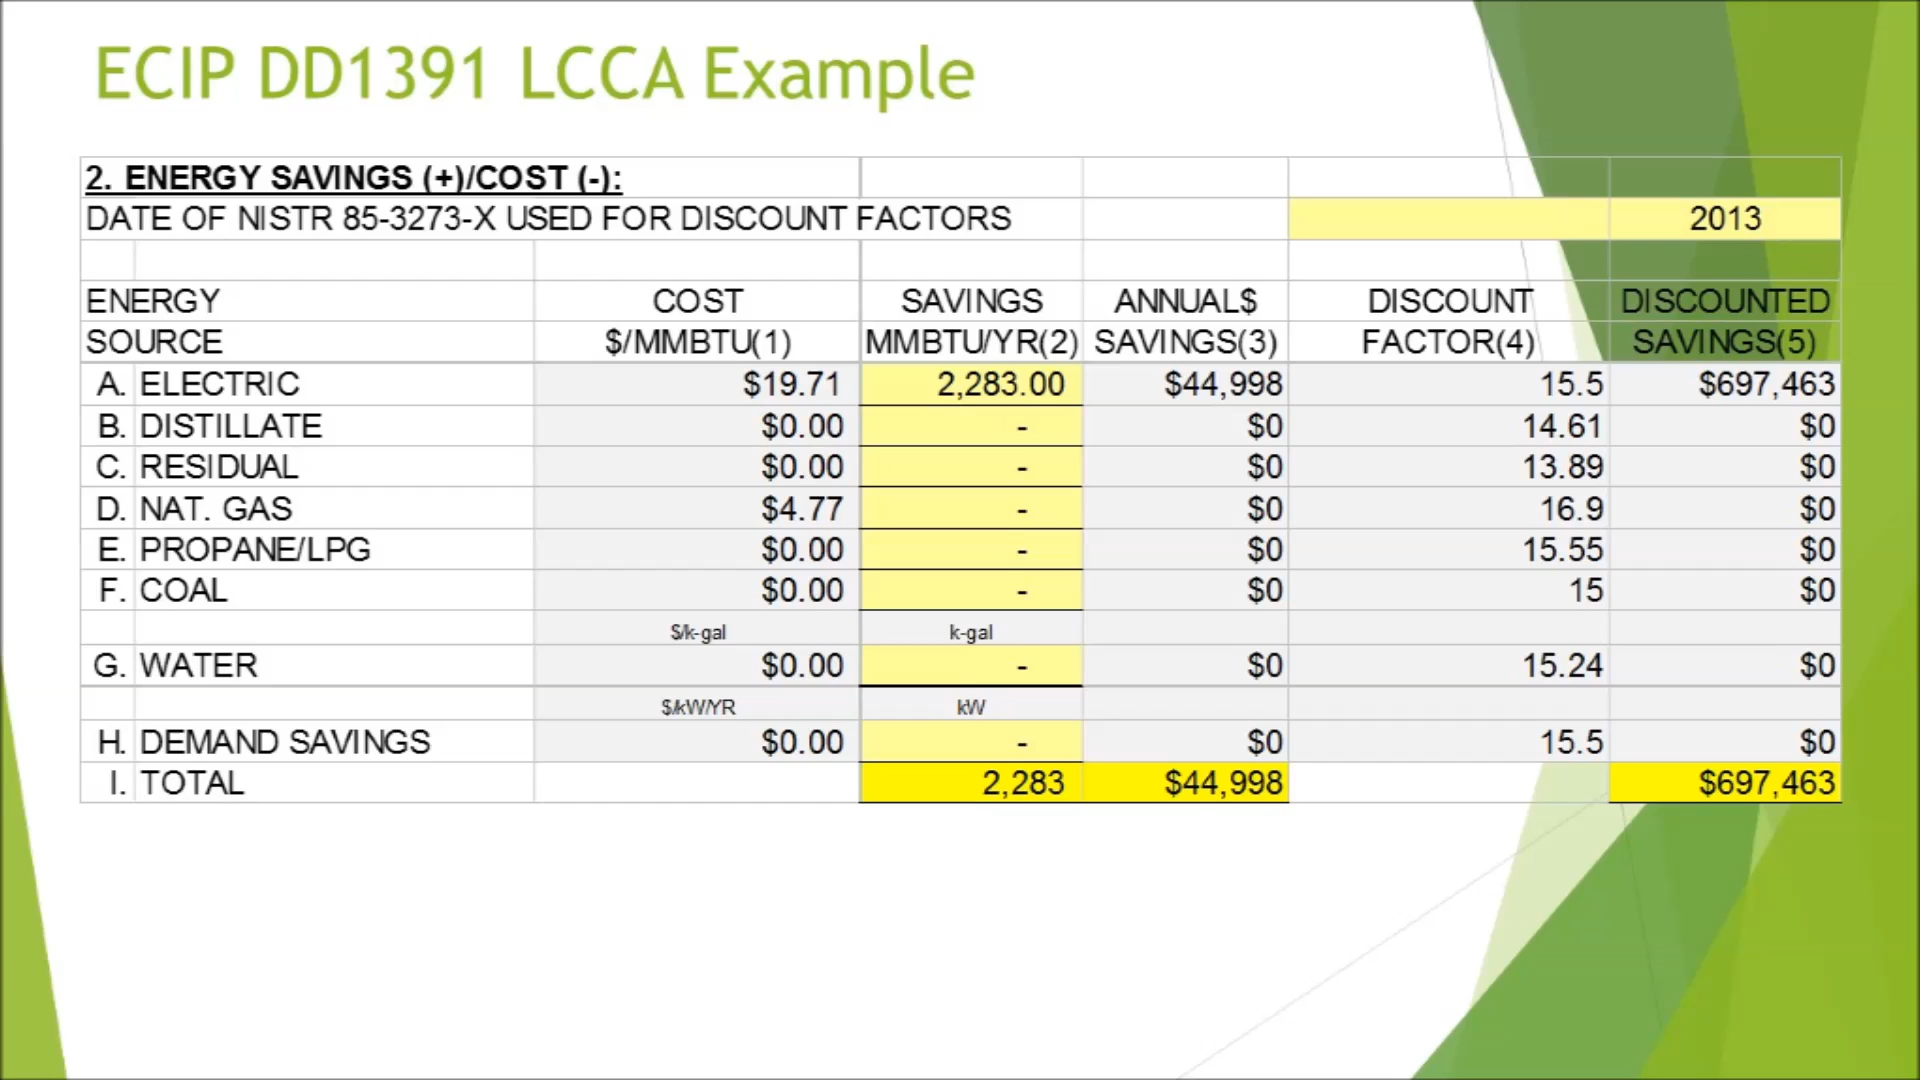 ECIP DD1391 LCCA Example
2. ENERGY SAVINGS (+)/COST (-):
DATE OF NISTR 85-3273-X USED FOR DISCOUNT FACTORS 2013
ENERGY COST SAVINGS ANNUAL$ DISCOUNT DISCOUNTED
SOURCE $/MMBTU(1) MMBTU/YR(2) SAVINGS(3) FACTOR(4) SAVINGS(5)
A. ELECTRIC $19.71 2,283.00 $44,998 15.5 $697,463
B. DISTILLATE $0.00 - $0 14.61 $0
C. RESIDUAL $0.00 - $0 13.89 $0
D. NAT. GAS $4.77 - $0 16.9 $0
E. PROPANE/LPG $0.00 - $0 15.55 $0
F. COAL $0.00 - $0 15 $0
$/k-gal k-gal
G. WATER $0.00 - $0 15.24 $0
$/kW/YR kW
H. DEMAND SAVINGS $0.00 - $0 15.5 $0
I. TOTAL 2,283 $44,998 $697,463